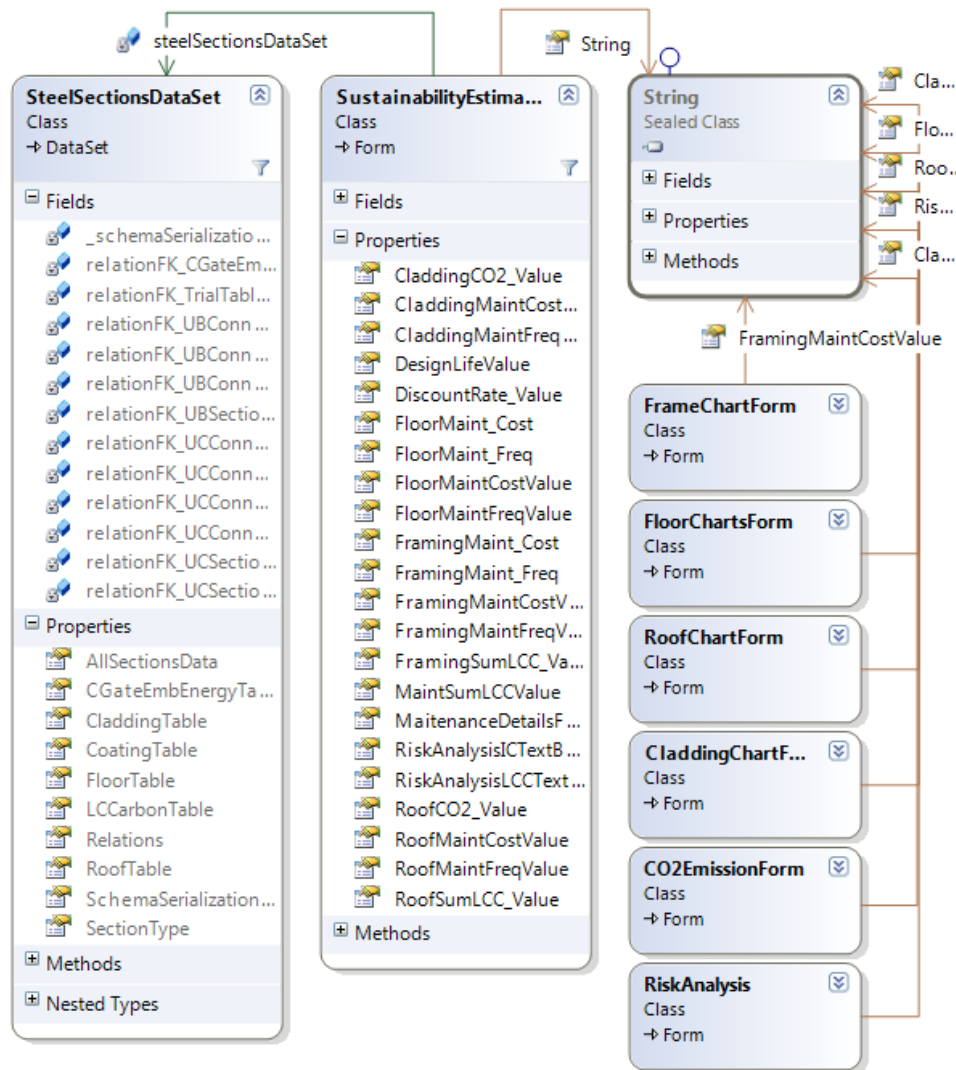 steelSectionsDataSet
String
SteelSectionsDataSet
Class
DataSet
Fields
_schemaSerializatio...
relationFK_CGateEm...
relationFK_TrialTabl...
relationFK_UBConn...
relationFK_UBConn...
relationFK_UBConn...
relationFK_UBSectio...
relationFK_UCConn...
relationFK_UCConn...
relationFK_UCConn...
relationFK_UCConn...
relationFK_UCSectio...
relationFK_UCSectio...
Properties
AllSectionsData
CGateEmbEnergyTa...
CladdingTable
CoatingTable
FloorTable
LCCarbonTable
Relations
RoofTable
SchemaSerialization...
SectionType
Methods
Nested Types
SustainabilityEstima...
Class
Form
Fields
Properties
CladdingCO2_Value
CladdingMaintCost...
CladdingMaintFreq...
DesignLifeValue
DiscountRate_Value
FloorMaint_Cost
FloorMaint_Freq
FloorMaintCostValue
FloorMaintFreqValue
FramingMaint_Cost
FramingMaint_Freq
FramingMaintCostV...
FramingMaintFreqV...
FramingSumLCC_Va...
MaintSumLCCValue
MaitenanceDetailsF...
RiskAnalysisICTextB...
RiskAnalysisLCCText...
RoofCO2_Value
RoofMaintCostValue
RoofMaintFreqValue
RoofSumLCC_Value
Methods
String
Sealed Class
Fields
Properties
Methods
Cla...
Flo...
Roo...
Ris...
Cla...
FramingMaintCostValue
FrameChartForm
Class
Form
FloorChartsForm
Class
Form
RoofChartForm
Class
Form
CladdingChartF...
Class
Form
CO2EmissionForm
Class
Form
RiskAnalysis
Class
Form